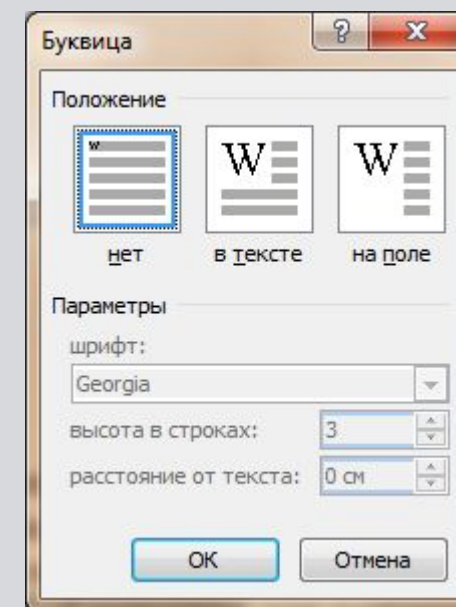 Буквица
Положение
w W W
нет в тексте на поле
Параметры
шрифт:
Georgia
высота в строках: 3
расстояние от текста: 0 см
ОК Отмена